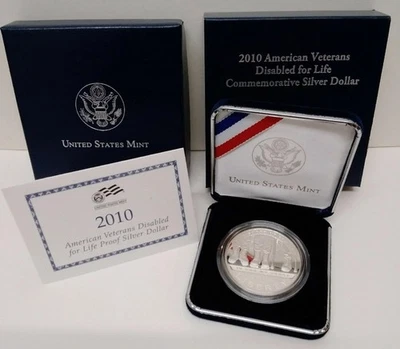 2010 American Veterans
Disabled for Life
Commemorative Silver Dollar
UNITED STATES MINT
UNITED STATES MINT
2010
American Veterans Disabled
for Life Proof Silver Dollar